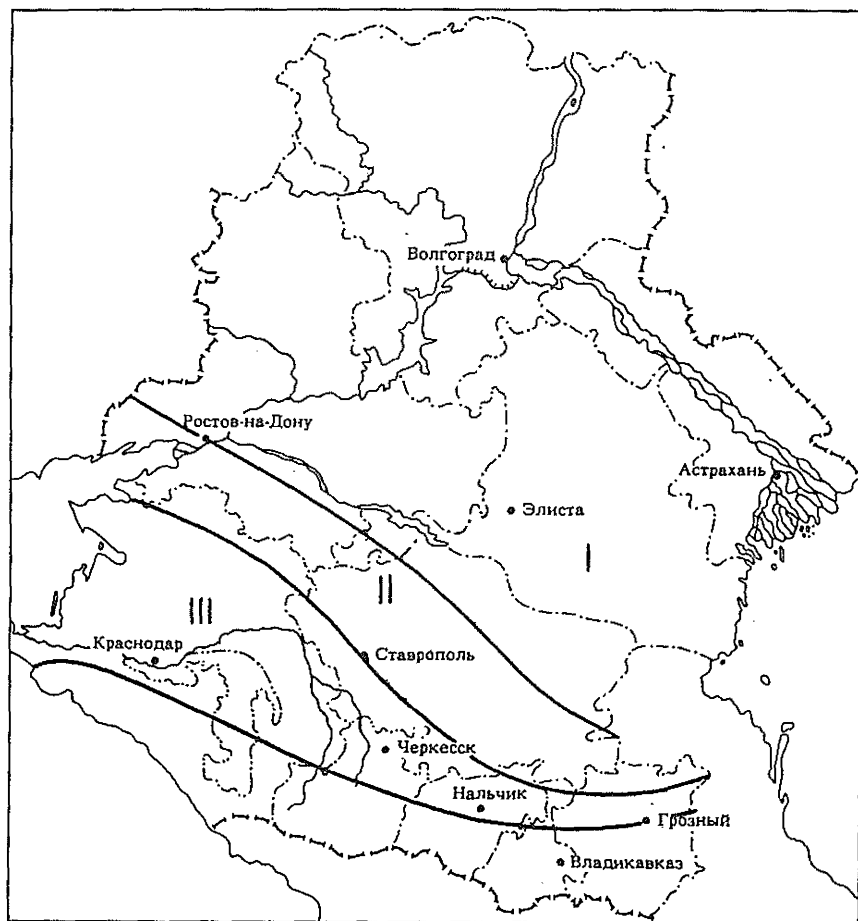 Волгоград
Ростов-на-Дону
Астрахань
Элиста
I
II
III
Краснодар
Ставрополь
Черкесск
Нальчик
Грозный
Владикавказ